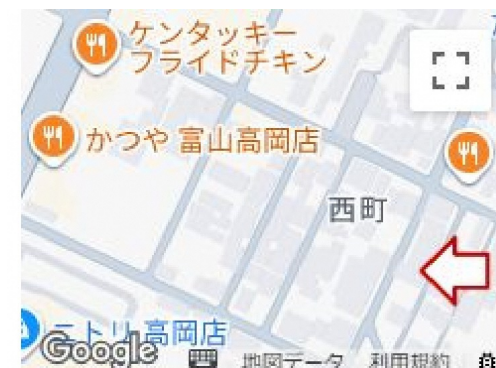 ケンタッキー
フライドチキン
かつや 富山高岡店
西町
ニトリ 高岡店
Google
地図データ 利用規約